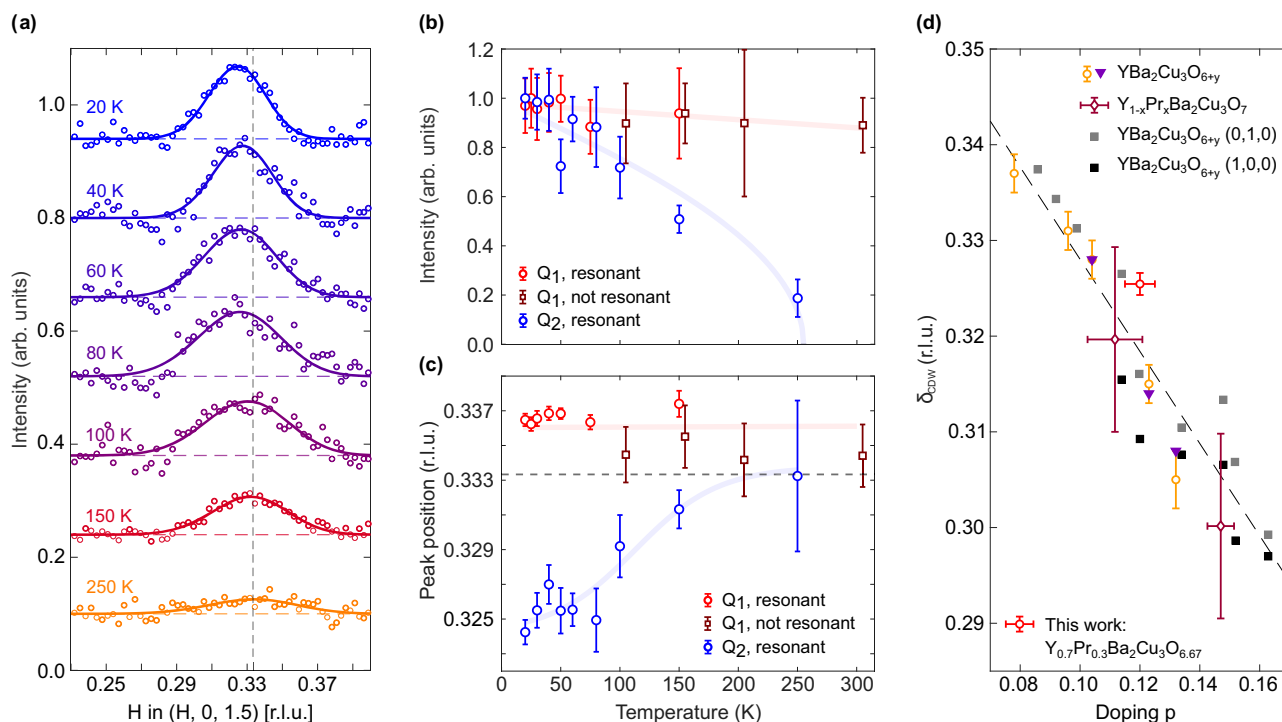 (a)
1.0
0.8
0.6
0.4
0.2
0.0
Intensity (arb. units)
20 K
40 K
60 K
80 K
100 K
150 K
250 K
0.25
0.29
0.33
0.37
H in (H, 0, 1.5) [r.l.u.]
(b)
1.2
1.0
0.8
0.6
0.4
0.2
0.0
Intensity (arb. units)
Q1, resonant
Q1, not resonant
Q2, resonant
(c)
0.337
0.333
0.329
0.325
Peak position (r.l.u.)
Q1, resonant
Q1, not resonant
Q2, resonant
0
50
100
150
200
250
300
Temperature (K)
(d)
0.35
0.34
0.33
0.32
0.31
0.30
0.29
δCDW (r.l.u.)
YBa2Cu3O6+y
Y1-xPrxBa2Cu3O7
YBa2Cu3O6+y (0,1,0)
YBa2Cu3O6+y (1,0,0)
This work:
Y0.7Pr0.3Ba2Cu3O6.67
0.08
0.10
0.12
0.14
0.16
Doping p